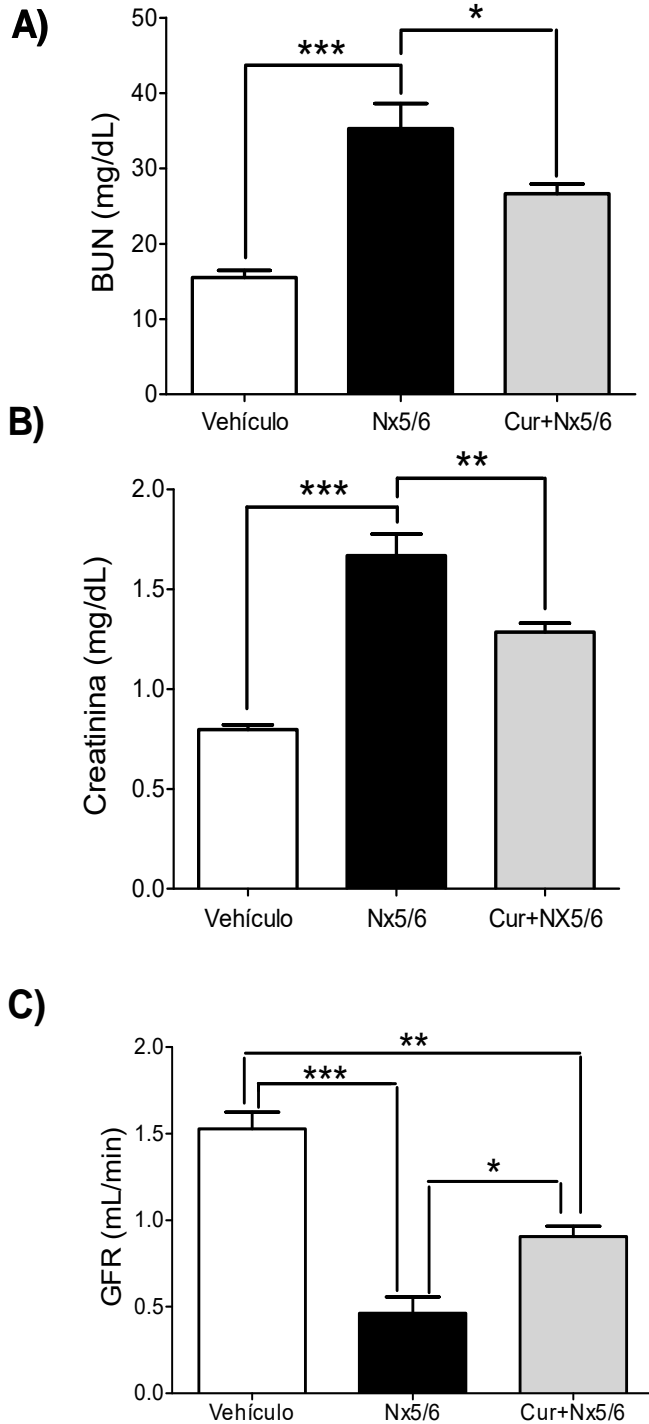 A)
BUN (mg/dL)
50
40
30
20
10
0
***
*
Vehículo Nx5/6 Cur+Nx5/6
B)
Creatinina (mg/dL)
2.0
1.5
1.0
0.5
0.0
***
**
Vehículo Nx5/6 Cur+NX5/6
C)
GFR (mL/min)
2.0
1.5
1.0
0.5
0.0
**
***
*
Vehículo Nx5/6 Cur+Nx5/6